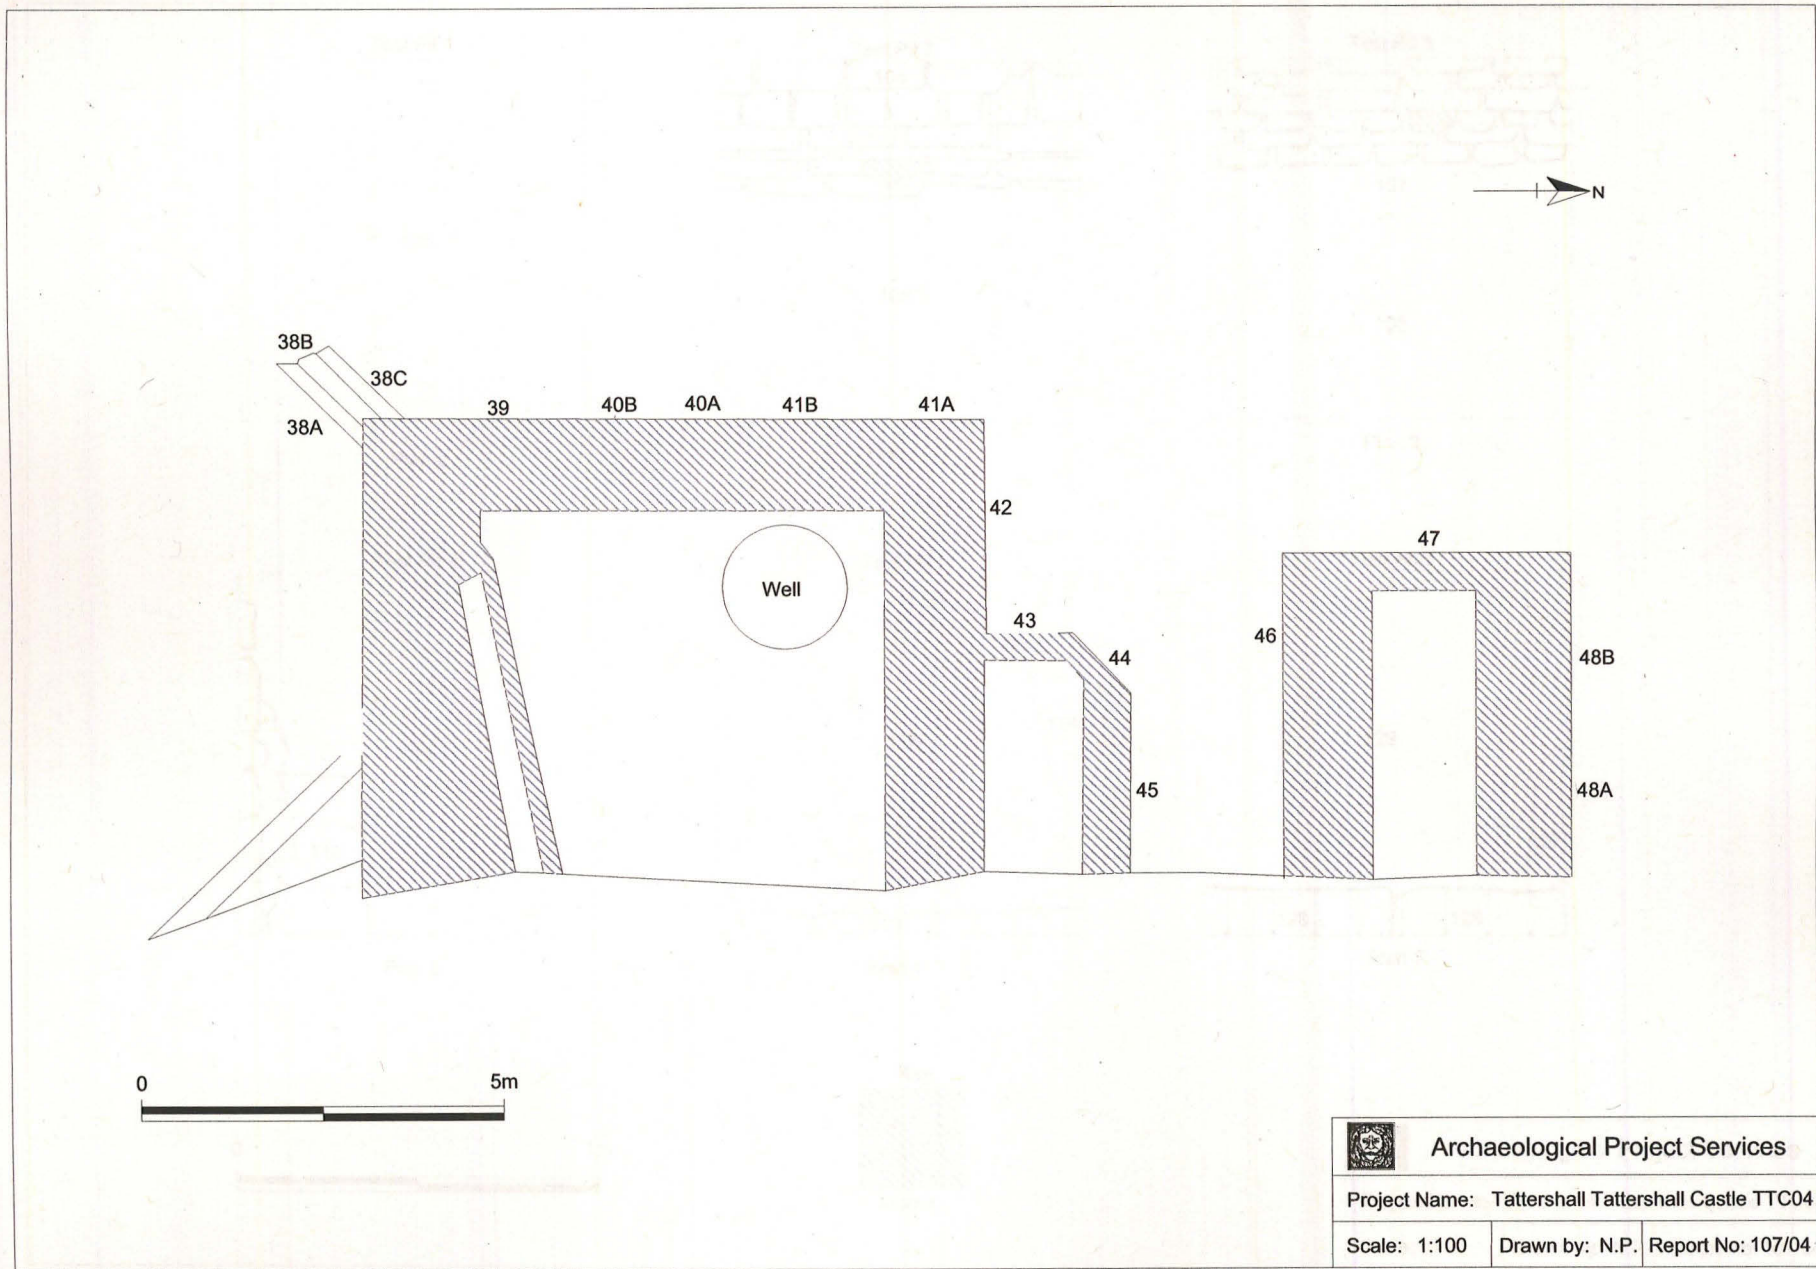 N
38B
38C
38A
39
40B
40A
41B
41A
42
Well
43
44
45
46
47
48B
48A
0
5m
Archaeological Project Services
Project Name: Tattershall Tattershall Castle TTC04
Scale: 1:100
Drawn by: N.P.
Report No: 107/04